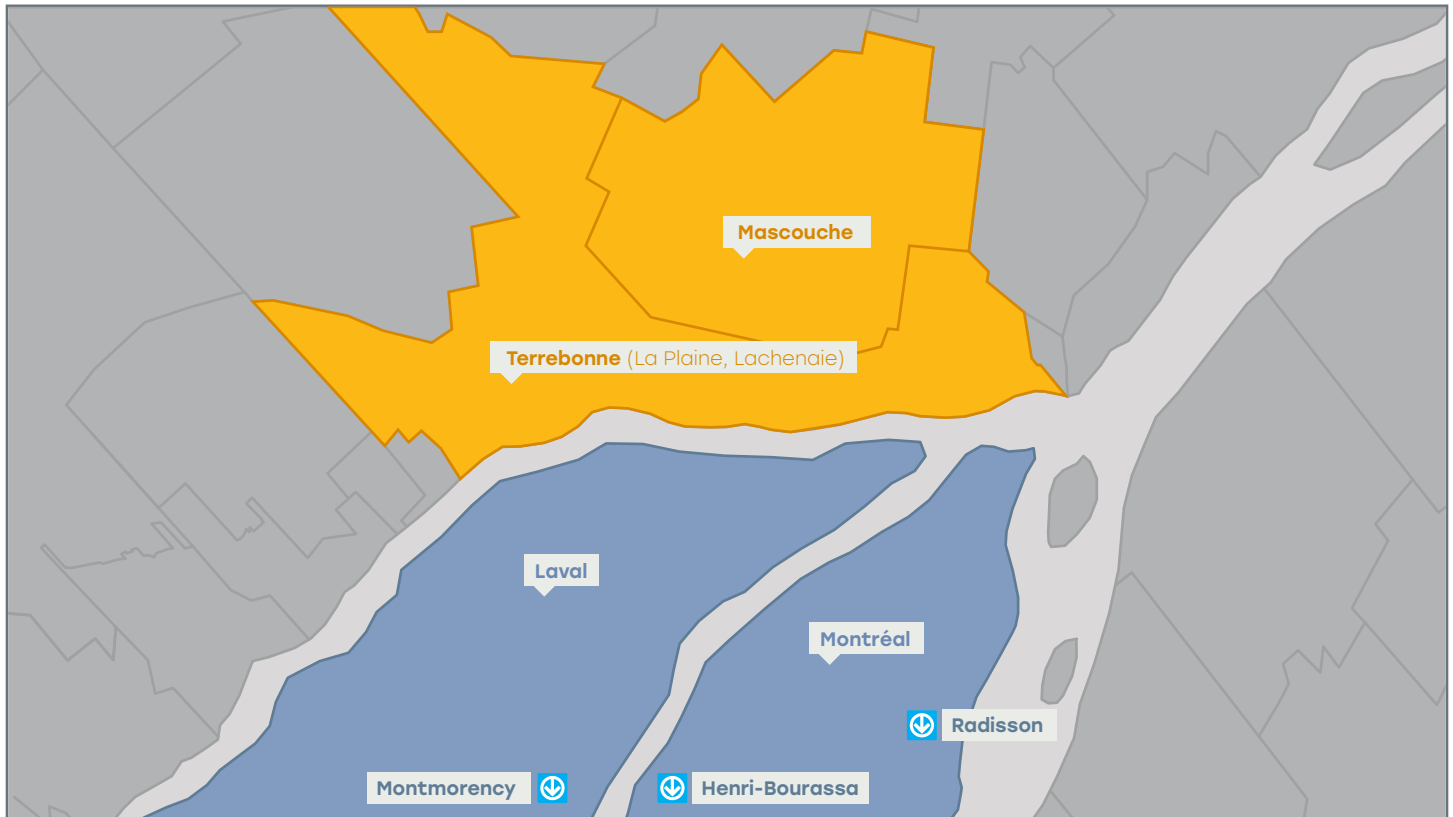 Mascouche
Terrebonne (La Plaine, Lachenaie)
Laval
Montréal
Radisson
Montmorency
Henri-Bourassa